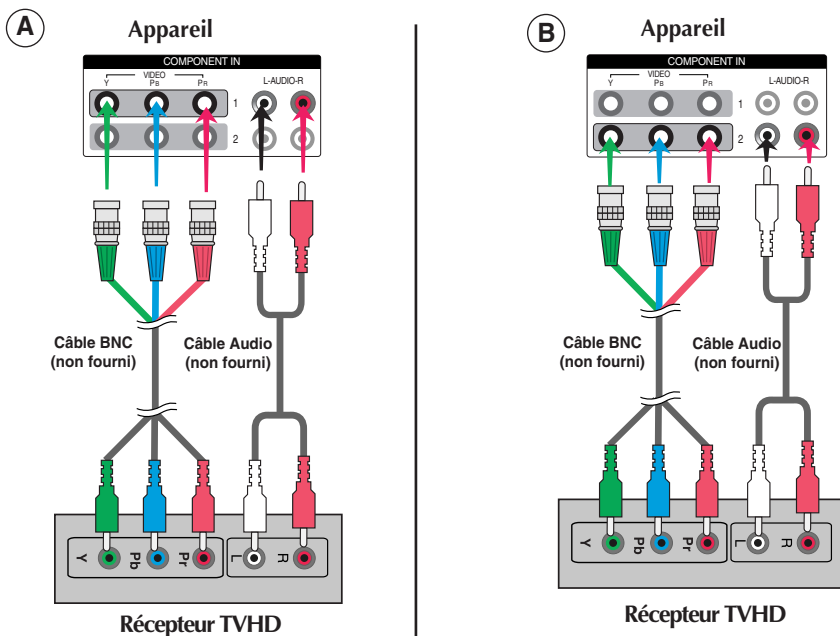 A
Appareil
COMPONENT IN
VIDEO
Y PB PR
L-AUDIO-R
1
2
Câble BNC
(non fourni)
Câble Audio
(non fourni)
Y Pb Pr L R
Récepteur TVHD
B
Appareil
COMPONENT IN
VIDEO
Y PB PR
L-AUDIO-R
1
2
Câble BNC
(non fourni)
Câble Audio
(non fourni)
Y Pb Pr L R
Récepteur TVHD